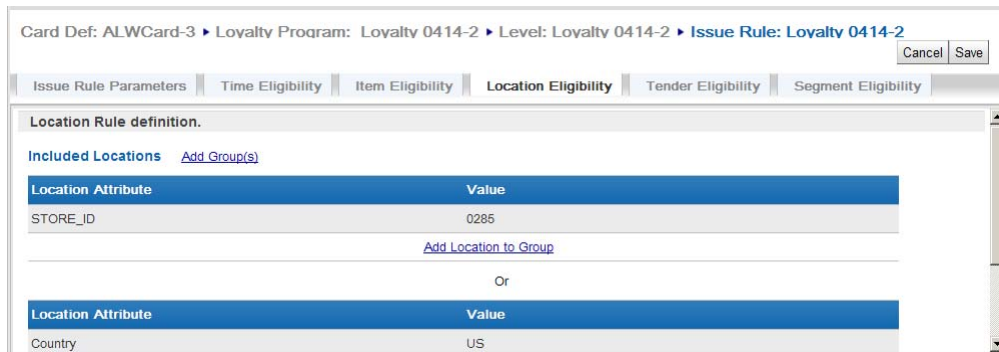 Card Def: ALWCard-3 ▸ Loyalty Program: Loyalty 0414-2 ▸ Level: Loyalty 0414-2 ▸ Issue Rule: Loyalty 0414-2
Cancel Save
Issue Rule Parameters Time Eligibility Item Eligibility Location Eligibility Tender Eligibility Segment Eligibility
Location Rule definition.
Included Locations Add Group(s)
Location Attribute Value
STORE_ID 0285
Add Location to Group
Or
Location Attribute Value
Country US